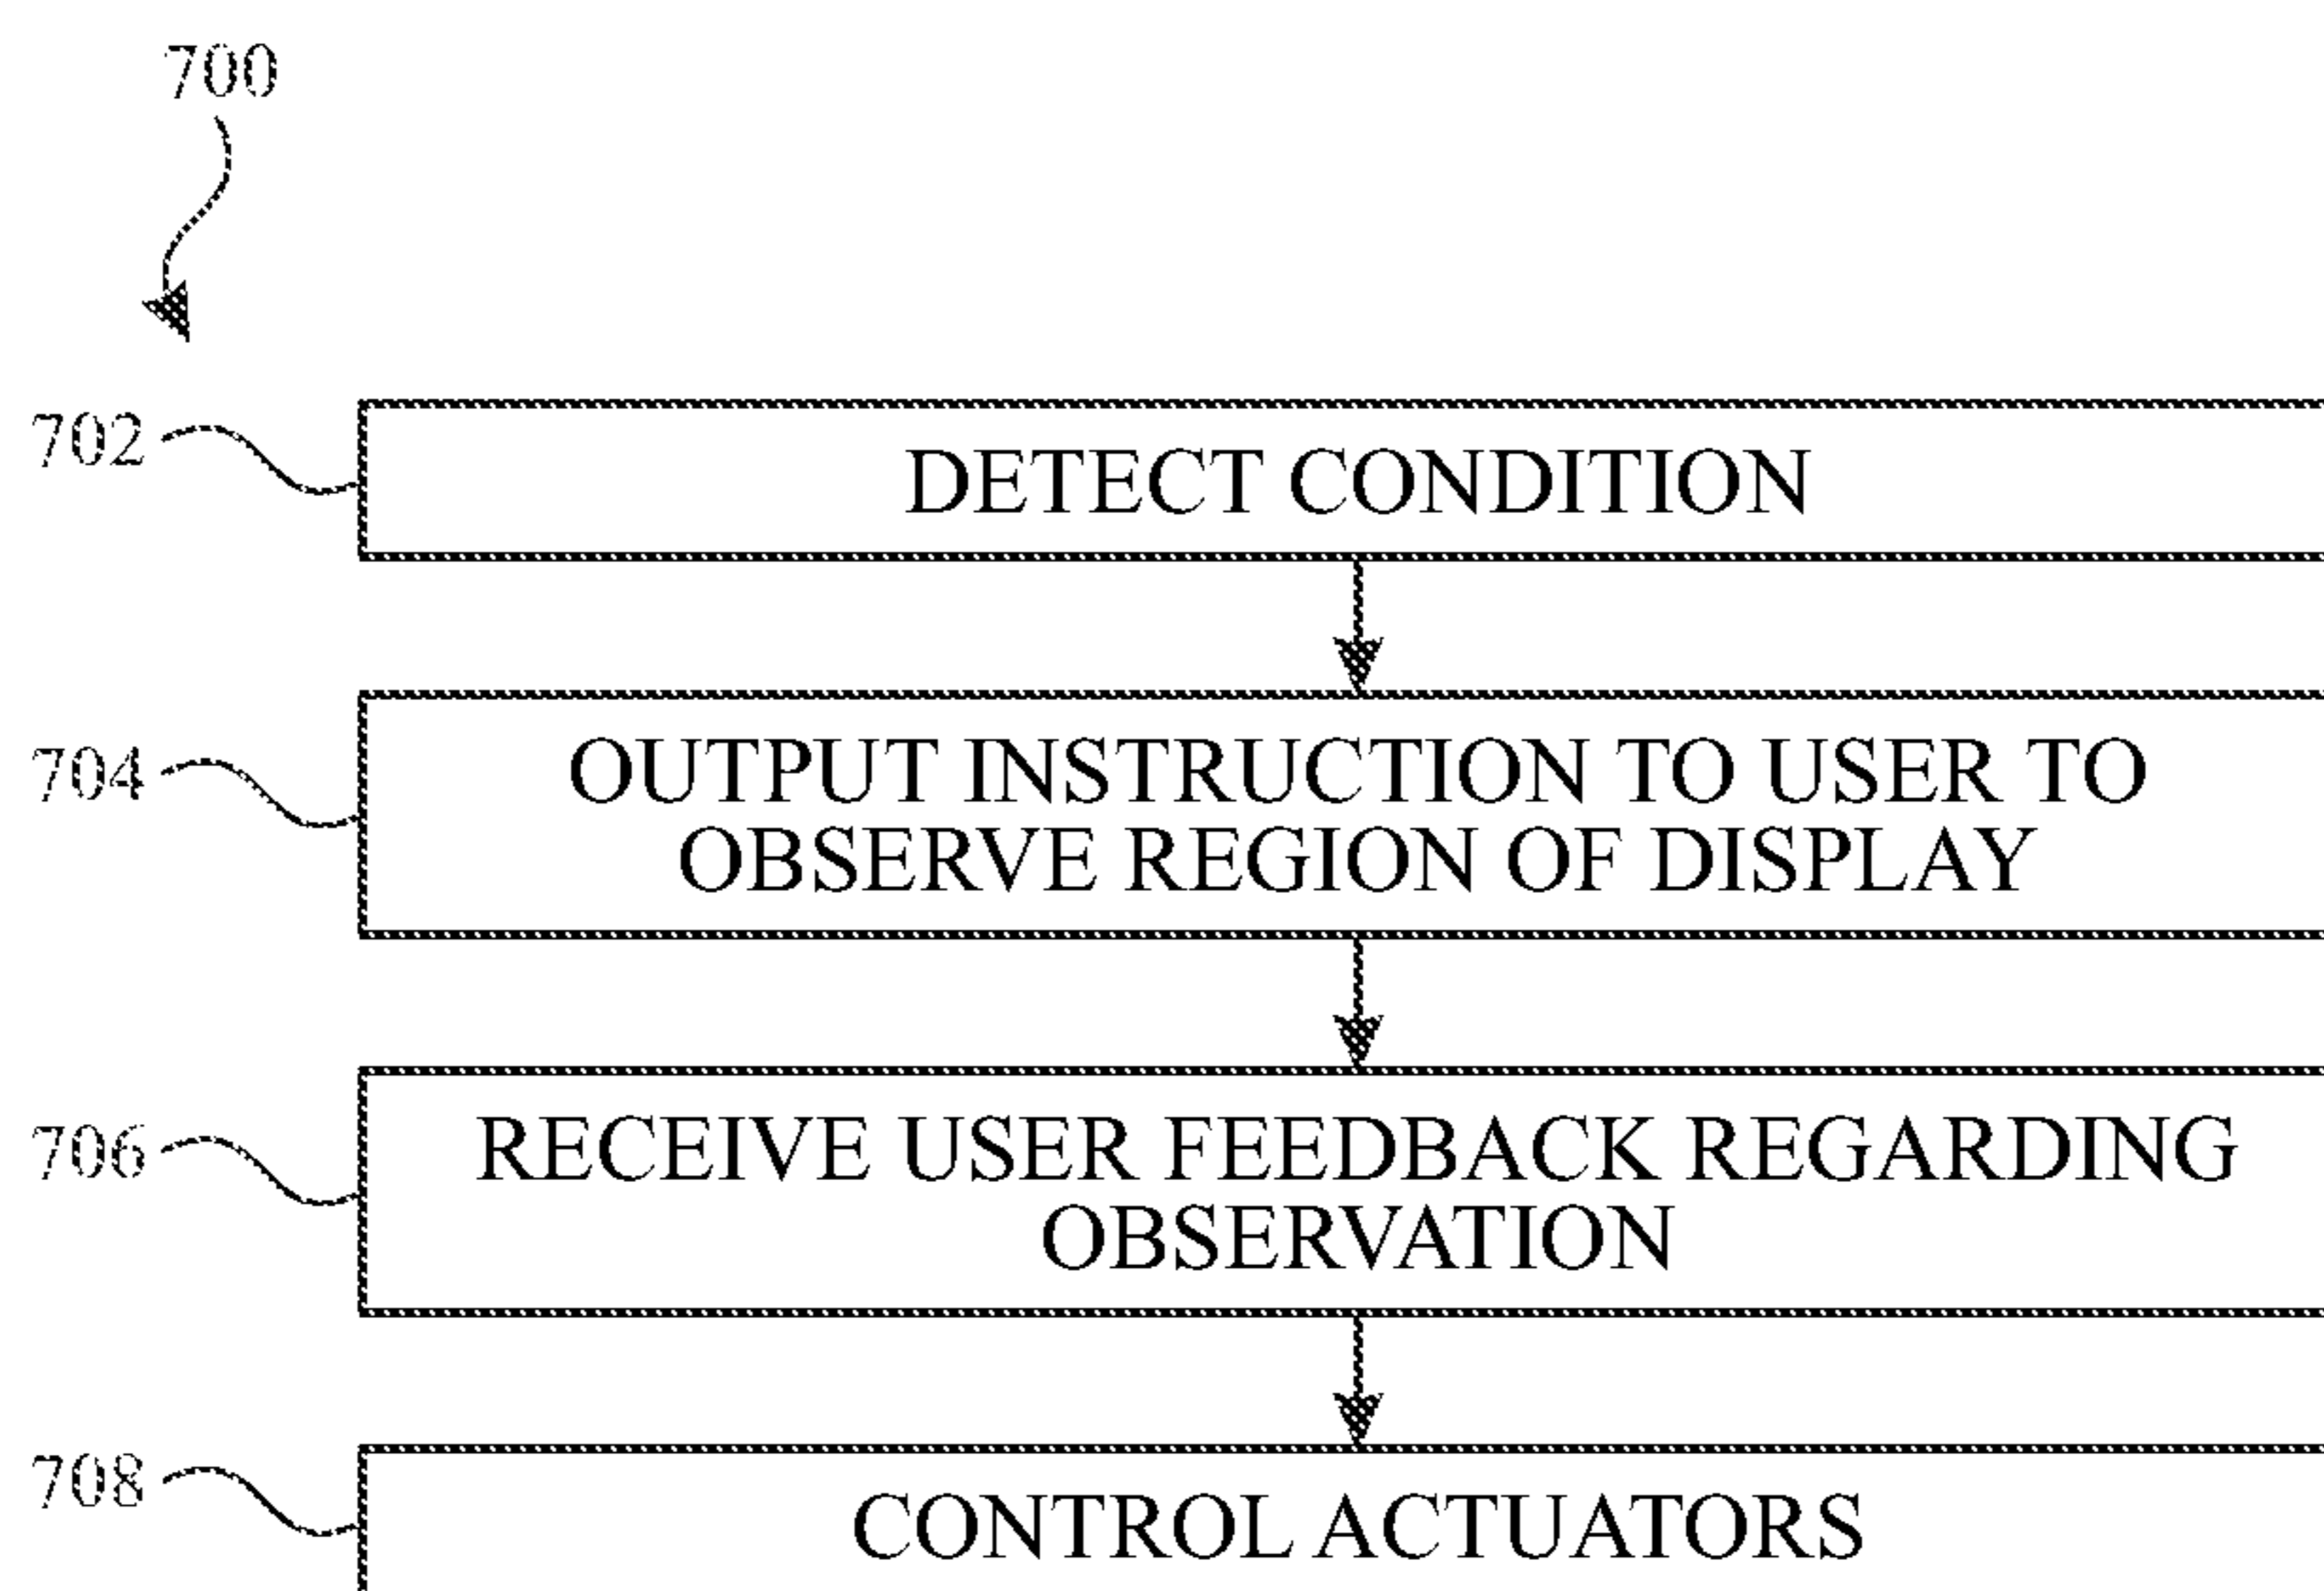 700
702
DETECT CONDITION
704
OUTPUT INSTRUCTION TO USER TO
OBSERVE REGION OF DISPLAY
706
RECEIVE USER FEEDBACK REGARDING
OBSERVATION
708
CONTROL ACTUATORS